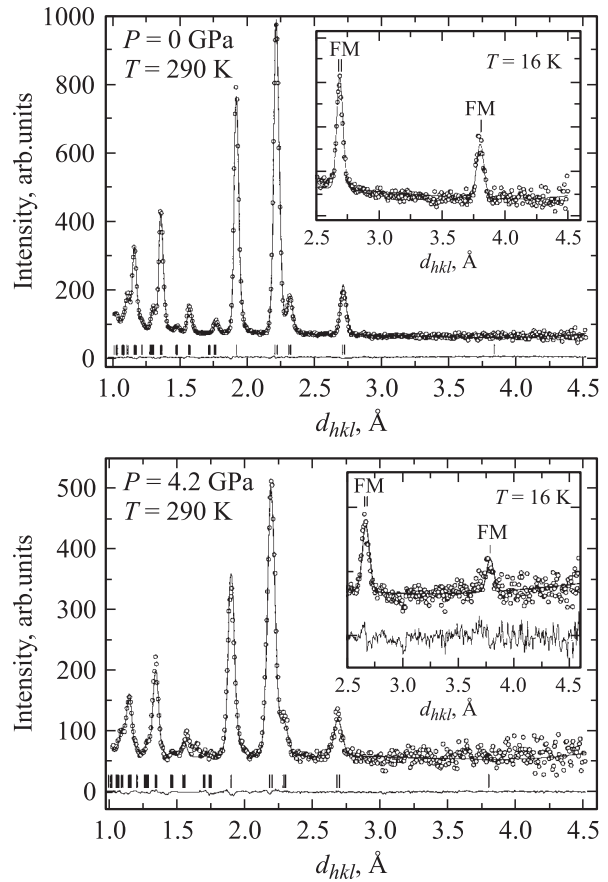 1000
P = 0 GPa
T = 290 K
FM
T = 16 K
FM
800
600
400
200
0
Intensity, arb.units
2.5 3.0 3.5 4.0 4.5
d_hkl, Å
1.0 1.5 2.0 2.5 3.0 3.5 4.0 4.5
d_hkl, Å
500
P = 4.2 GPa
T = 290 K
FM
T = 16 K
FM
400
300
200
100
0
Intensity, arb.units
2.5 3.0 3.5 4.0 4.5
d_hkl, Å
1.0 1.5 2.0 2.5 3.0 3.5 4.0 4.5
d_hkl, Å